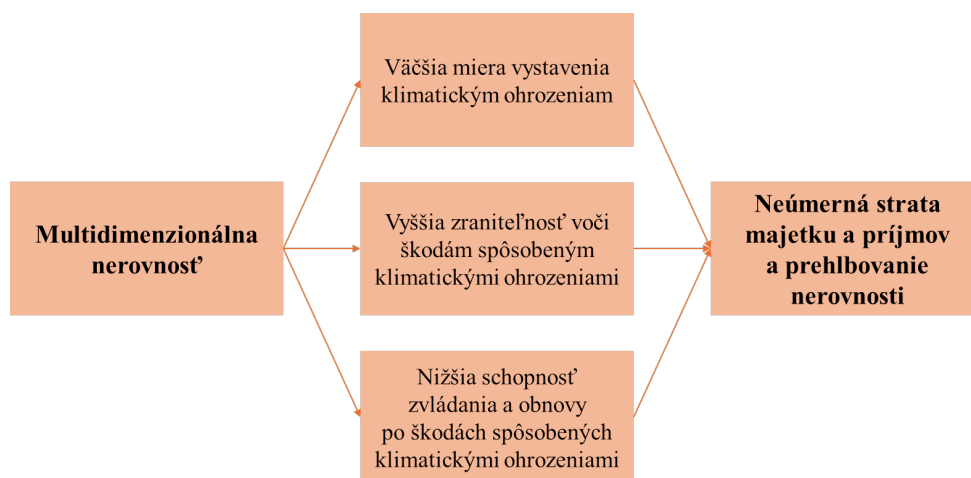 Väčšia miera vystavenia
klimatickým ohrozeniam
Multidimenzionálna
nerovnosť
Vyššia zraniteľnosť voči
škodám spôsobeným
klimatickými ohrozeniami
Neúmerná strata
majetku a príjmov
a prehlbovanie
nerovnosti
Nižšia schopnosť
zvládania a obnovy
po škodách spôsobených
klimatickými ohrozeniami